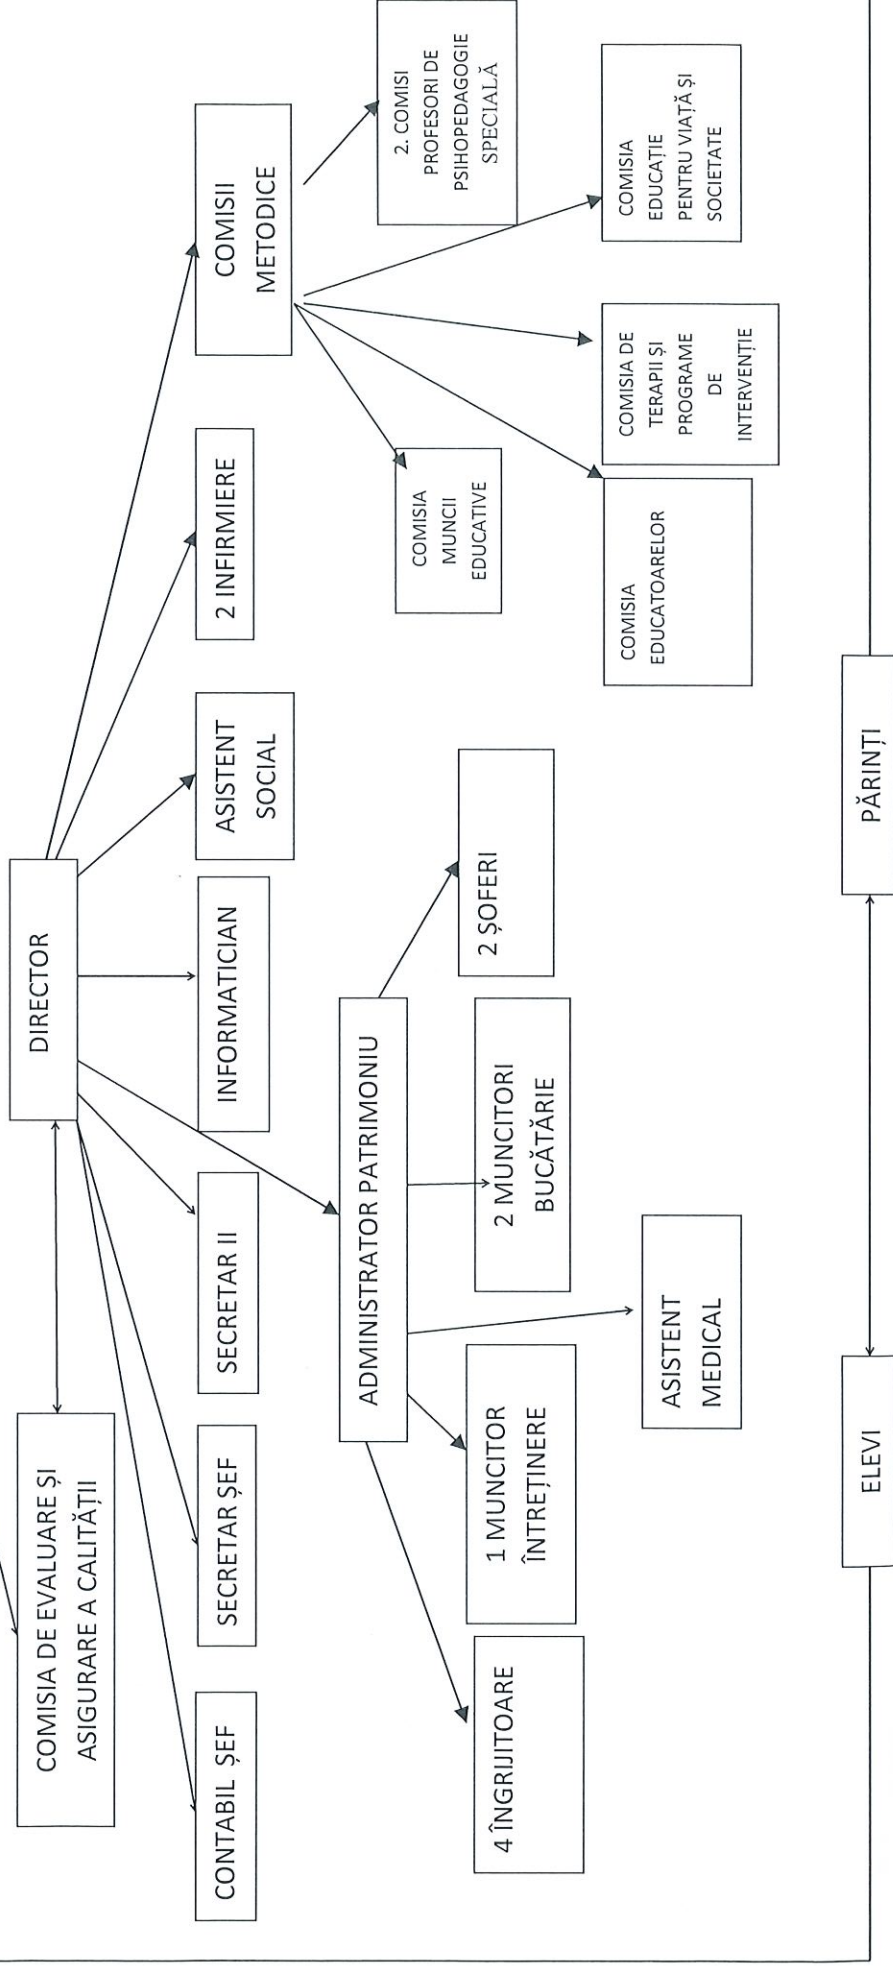 DIRECTOR
COMISIA DE EVALUARE ȘI
ASIGURARE A CALITĂȚII
CONTABIL ȘEF
SECRETAR ȘEF
SECRETAR II
INFORMATICIAN
ASISTENT
SOCIAL
2 INFIRMIERE
COMISII
METODICE
ADMINISTRATOR PATRIMONIU
4 ÎNGRIJITOARE
1 MUNCITOR
ÎNTREȚINERE
2 MUNCITORI
BUCĂTĂRIE
2 ȘOFERI
ASISTENT
MEDICAL
COMISIA
MUNCII
EDUCATIVE
2. COMISI
PROFESORI DE
PSIHOPEDAGOGIE
SPECIALĂ
COMISIA
EDUCATOARELOR
COMISIA DE
TERAPII ȘI
PROGRAME
DE
INTERVENȚIE
COMISIA
EDUCAȚIE
PENTRU VIAȚĂ ȘI
SOCIETATE
ELEVI
PĂRINȚI